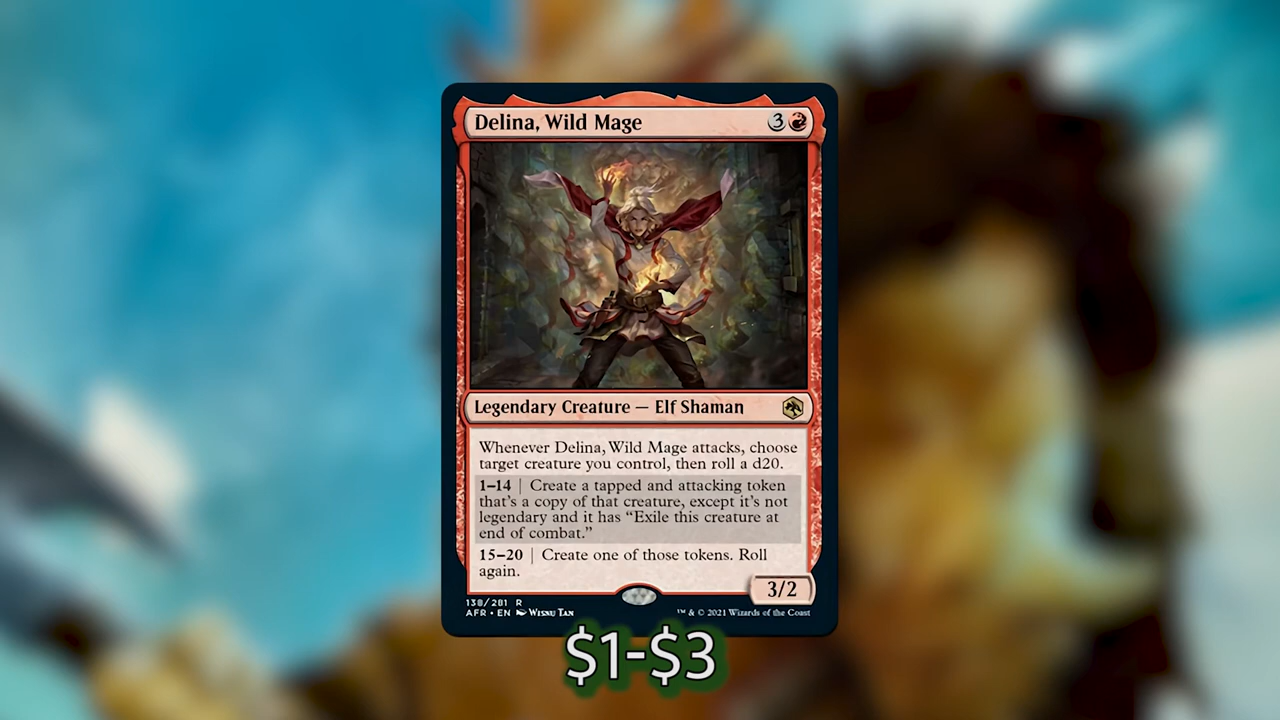 Delina, Wild Mage 3
Legendary Creature — Elf Shaman
Whenever Delina, Wild Mage attacks, choose
target creature you control, then roll a d20.
1–14 | Create a tapped and attacking token
that's a copy of that creature, except it's not
legendary and it has “Exile this creature at
end of combat.”
15–20 | Create one of those tokens. Roll
again.
3/2
138/281 R
AFR • EN Wisnu Tan
™ & © 2021 Wizards of the Coast
$1-$3